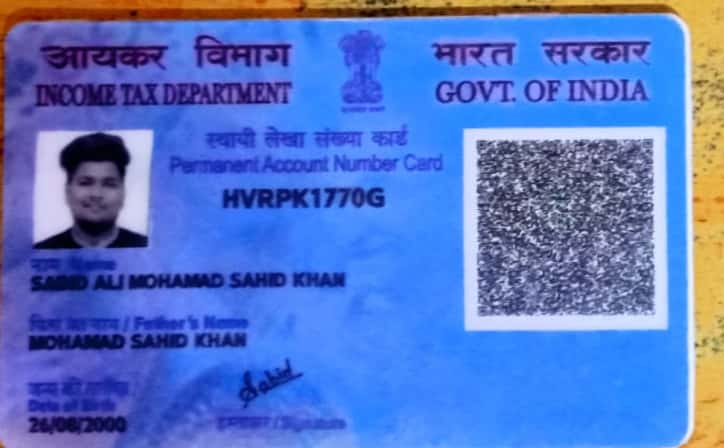 आयकर विभाग
INCOME TAX DEPARTMENT
भारत सरकार
GOVT. OF INDIA
स्थायी लेखा संख्या कार्ड
Permanent Account Number Card
HVRPK1770G
नाम / Name
SABID ALI MOHAMAD SAHID KHAN
पिता का नाम / Father's Name
MOHAMAD SAHID KHAN
जन्म की तारीख
Date of Birth
26/08/2000
Sabid
हस्ताक्षर / Signature